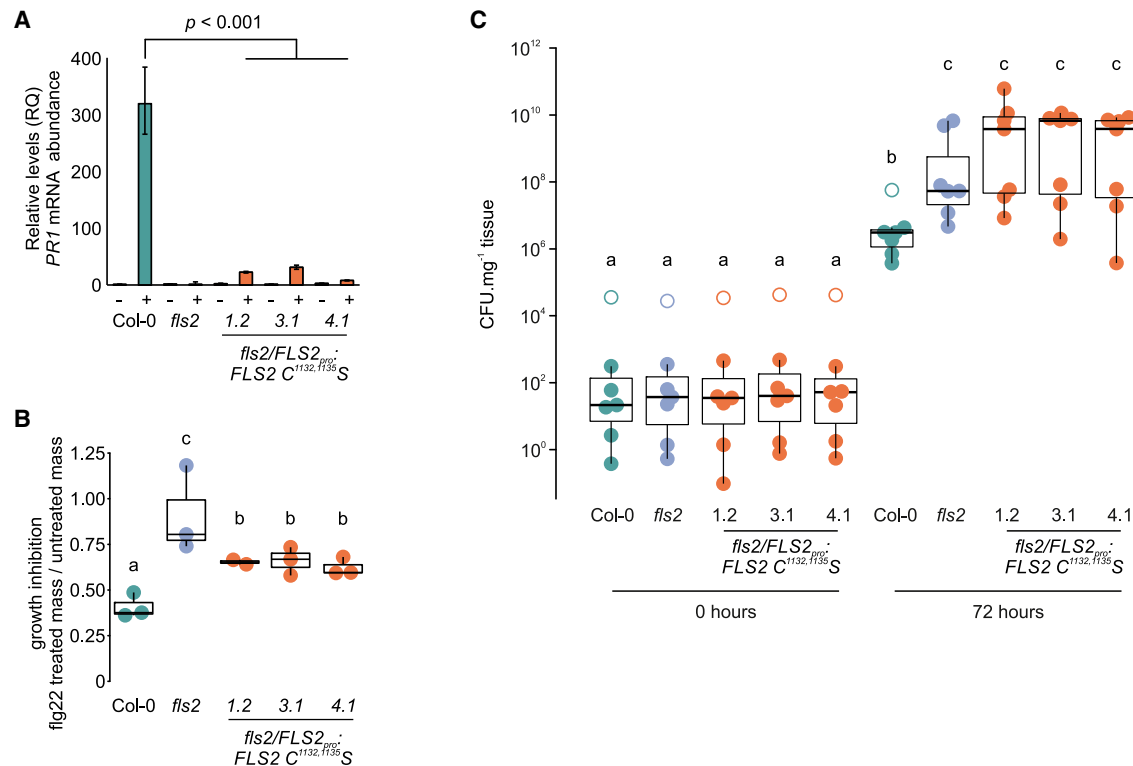 A
p < 0.001
Relative levels (RQ)
PR1 mRNA abundance
400
300
200
100
0
- + - + - + - + - +
Col-0 fls2 1.2 3.1 4.1
fls2/FLS2pro:
FLS2 C1132,1135S
B
growth inhibition
flg22 treated mass / untreated mass
1.25
1.00
0.75
0.50
0.25
0
a c b b b
Col-0 fls2 1.2 3.1 4.1
fls2/FLS2pro:
FLS2 C1132,1135S
C
CFU.mg-1 tissue
10^12
10^10
10^8
10^6
10^4
10^2
10^0
a a a a a b c c c c
Col-0 fls2 1.2 3.1 4.1 Col-0 fls2 1.2 3.1 4.1
fls2/FLS2pro: fls2/FLS2pro:
FLS2 C1132,1135S FLS2 C1132,1135S
0 hours 72 hours